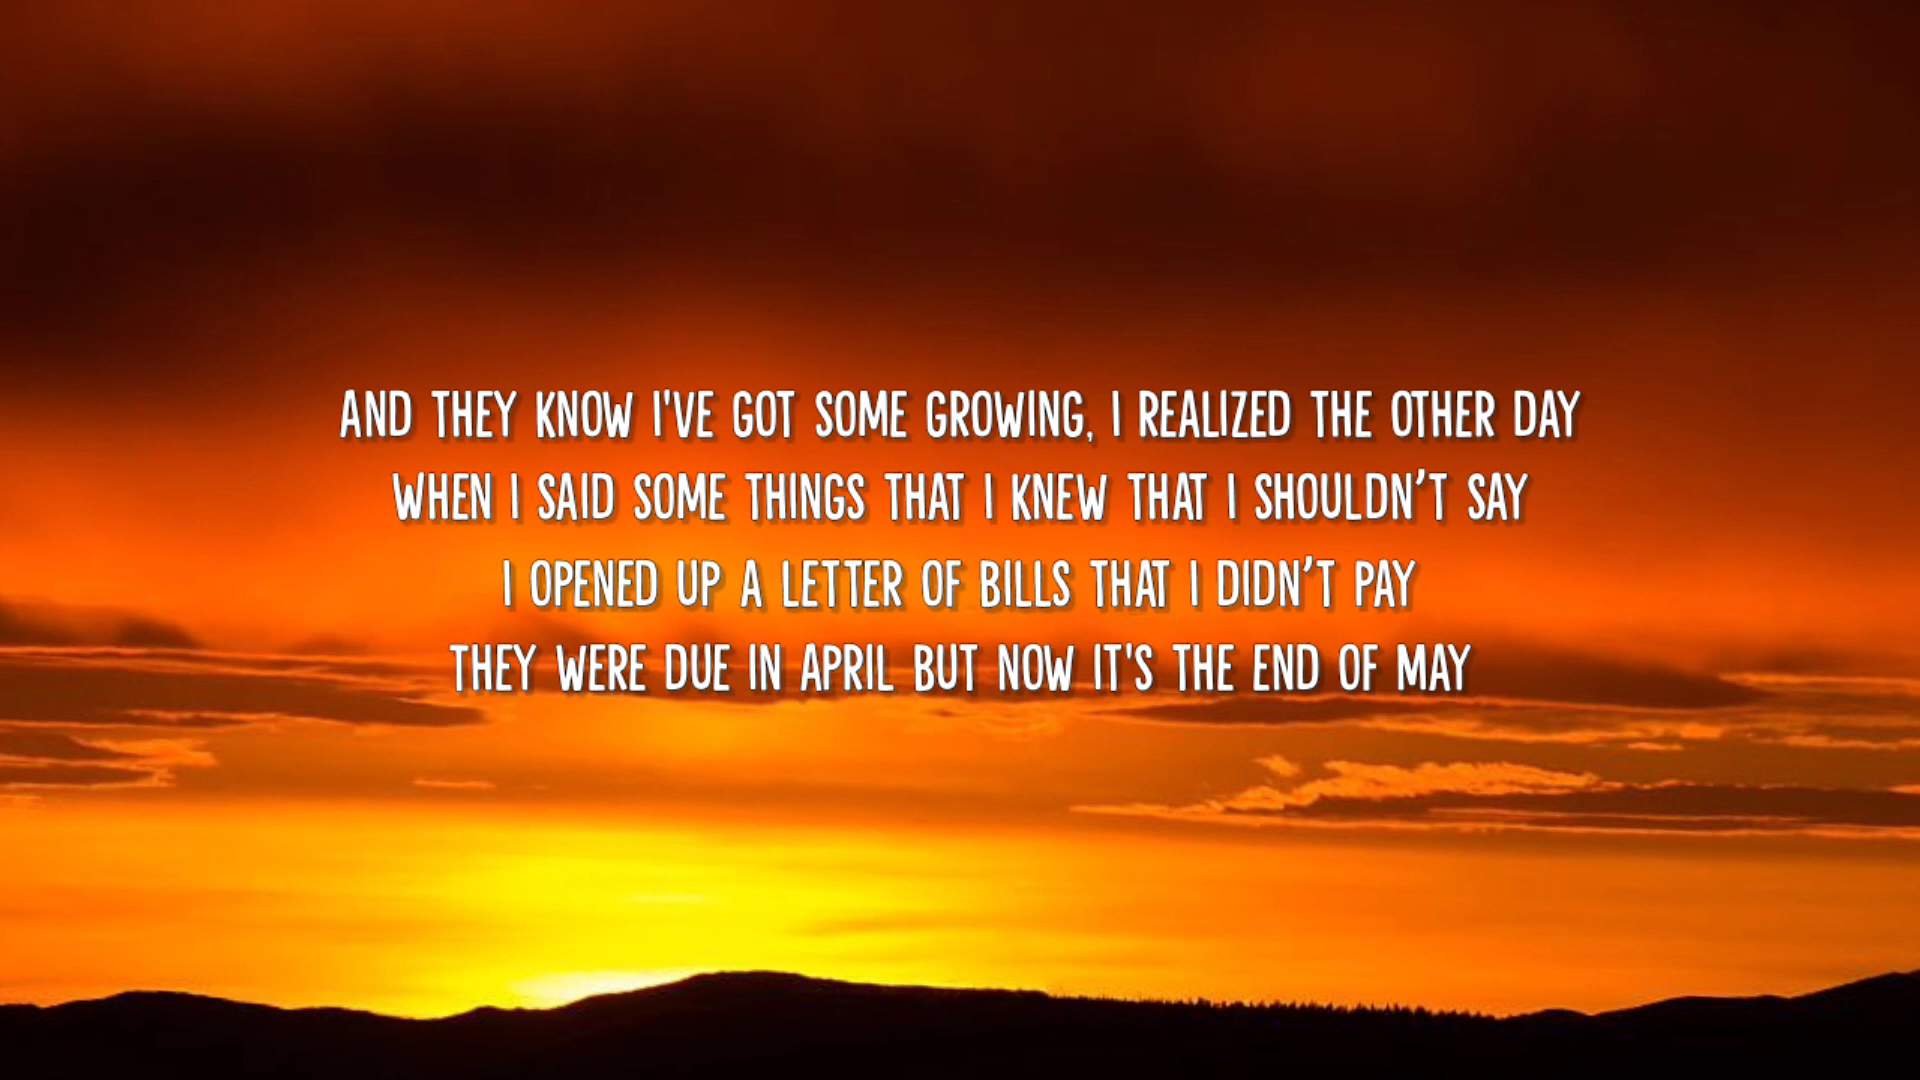 AND THEY KNOW I'VE GOT SOME GROWING, I REALIZED THE OTHER DAY
WHEN I SAID SOME THINGS THAT I KNEW THAT I SHOULDN’T SAY
I OPENED UP A LETTER OF BILLS THAT I DIDN’T PAY
THEY WERE DUE IN APRIL BUT NOW IT'S THE END OF MAY